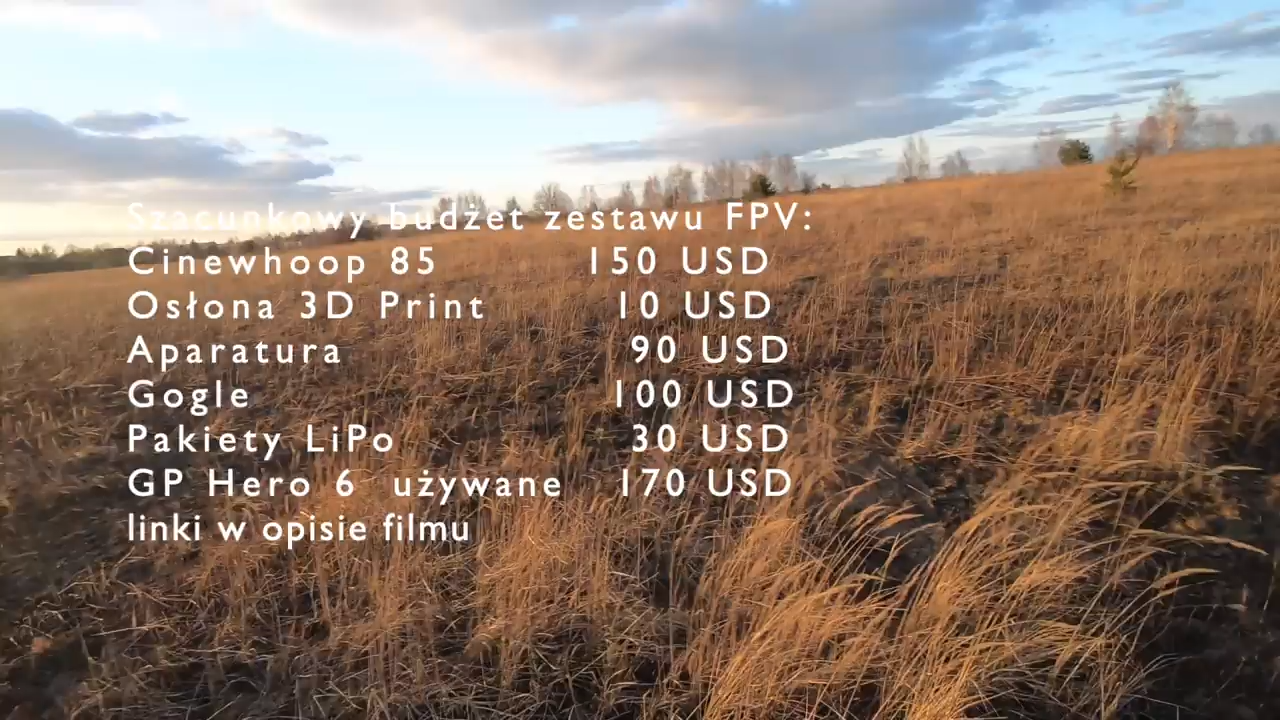 Szacunkowy budżet zestawu FPV:
Cinewhoop 85 150 USD
Osłona 3D Print 10 USD
Aparatura 90 USD
Gogle 100 USD
Pakiety LiPo 30 USD
GP Hero 6 używane 170 USD
linki w opisie filmu